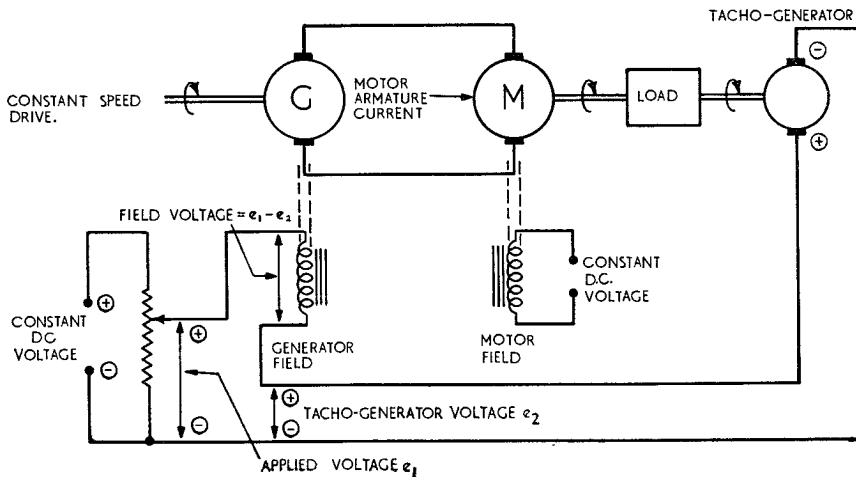 TACHO-GENERATOR
⊖
CONSTANT SPEED
DRIVE.
G
MOTOR
ARMATURE
CURRENT
M
LOAD
⊕
FIELD VOLTAGE = e₁ - e₂
⊕
CONSTANT
DC
VOLTAGE
⊖
⊕
⊖
GENERATOR
FIELD
MOTOR
FIELD
CONSTANT
D.C.
VOLTAGE
⊕
⊖
TACHO-GENERATOR VOLTAGE e₂
APPLIED VOLTAGE e₁